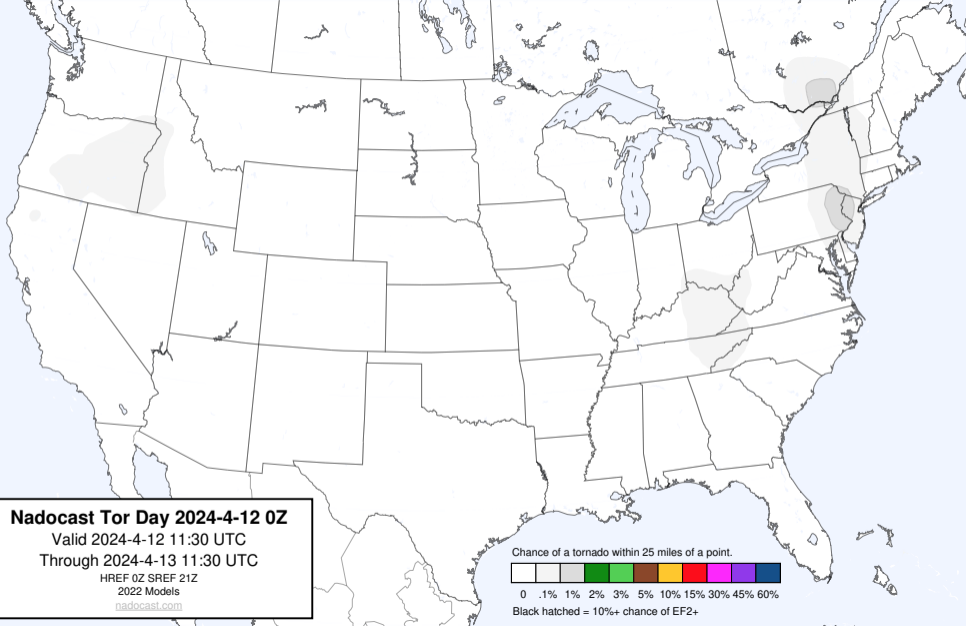 Nadocast Tor Day 2024-4-12 0Z
Valid 2024-4-12 11:30 UTC
Through 2024-4-13 11:30 UTC
HREF 0Z SREF 21Z
2022 Models
nadocast.com
Chance of a tornado within 25 miles of a point.
0 .1% 1% 2% 3% 5% 10% 15% 30% 45% 60%
Black hatched = 10%+ chance of EF2+